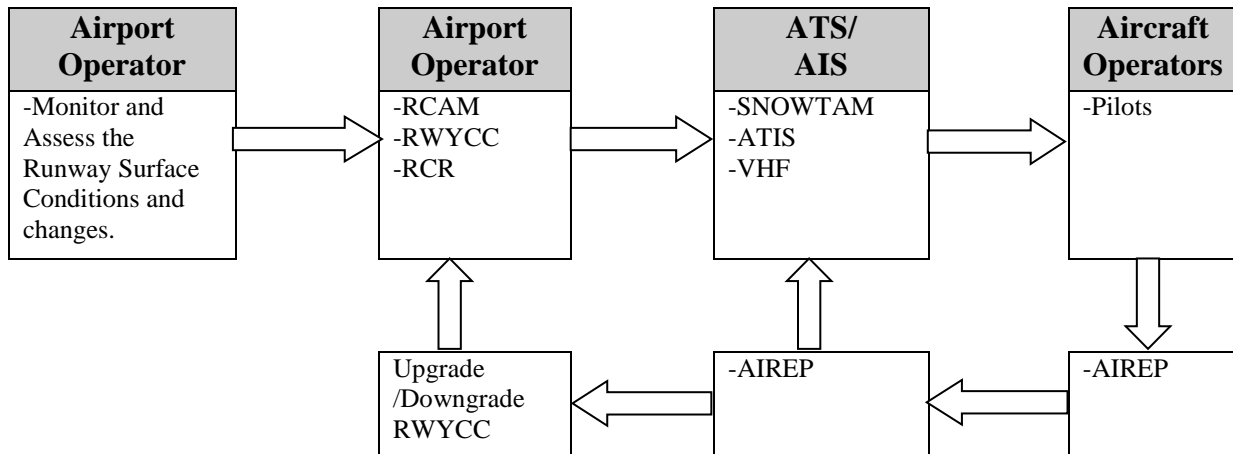 Airport
Operator
-Monitor and
Assess the
Runway Surface
Conditions and
changes.
Airport
Operator
-RCAM
-RWYCC
-RCR
ATS/
AIS
-SNOWTAM
-ATIS
-VHF
Aircraft
Operators
-Pilots
Upgrade
/Downgrade
RWYCC
-AIREP
-AIREP